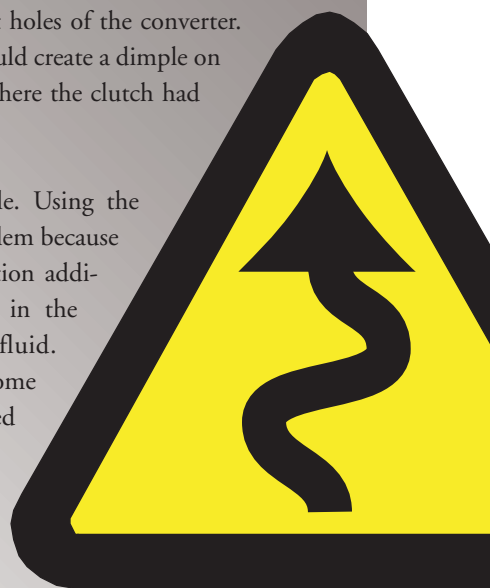 holes of the converter.
uld create a dimple on
here the clutch had
le. Using the
lem because
tion addi-
in the
fluid.
ome
ed